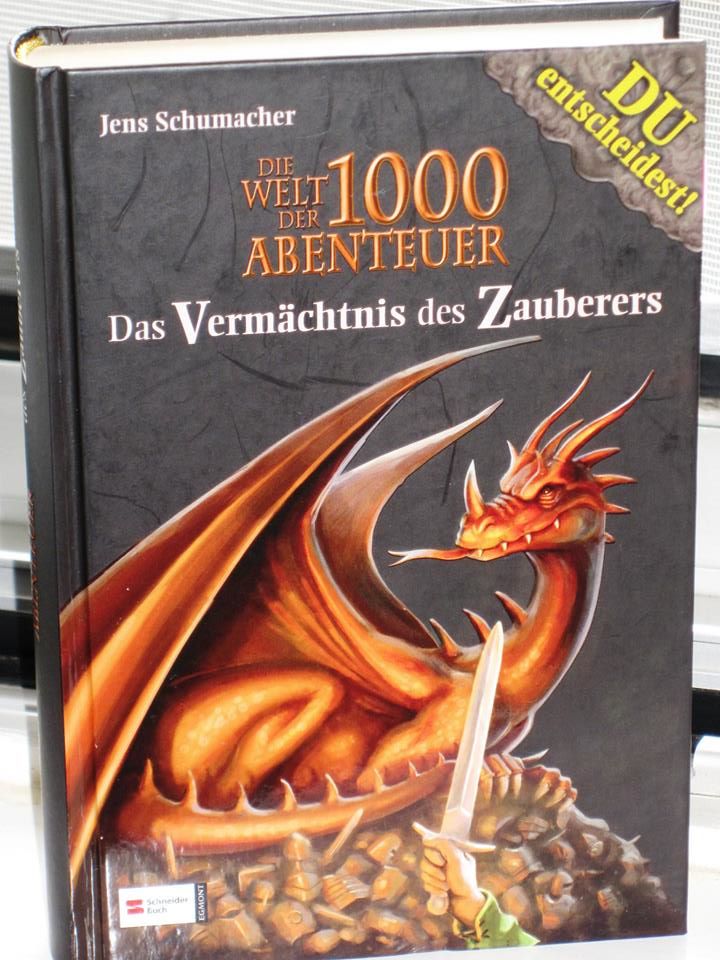 Jens Schumacher
DU
entscheidest!
DIE
WELT
DER
1000
ABENTEUER
Das Vermächtnis des Zauberers
Schneider
Buch
EGMONT